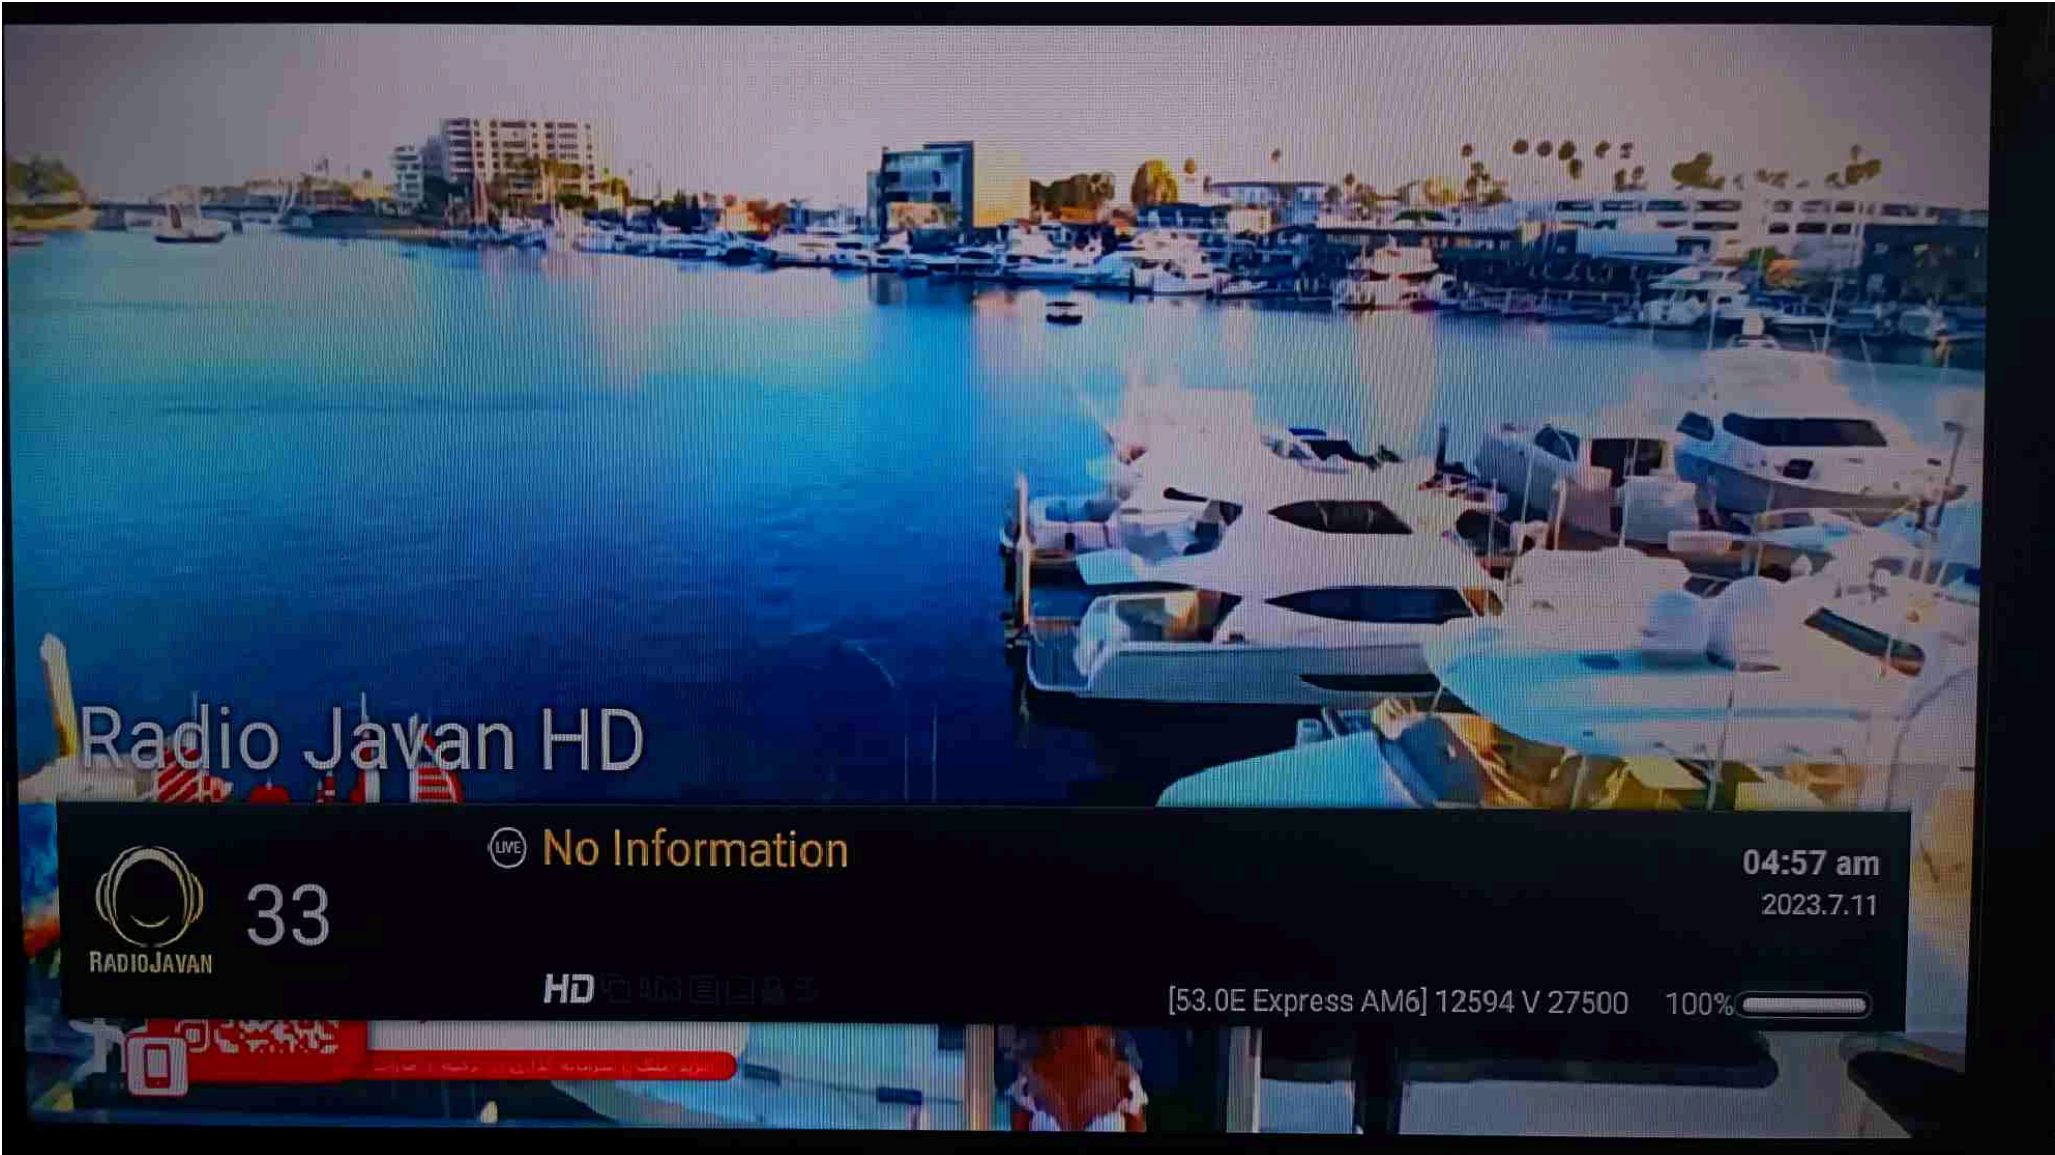 Radio Javan HD
LIVE No Information
04:57 am
2023.7.11
33
RADIOJAVAN
HD
[53.0E Express AM6] 12594 V 27500 100%